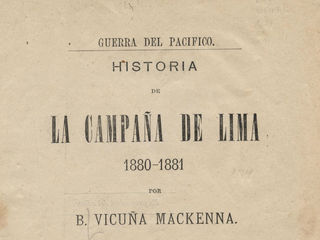 GUERRA DEL PACIFICO.
HISTORIA
DE
LA CAMPAÑA DE LIMA
1880-1881
POR
B. VICUÑA MACKENNA.